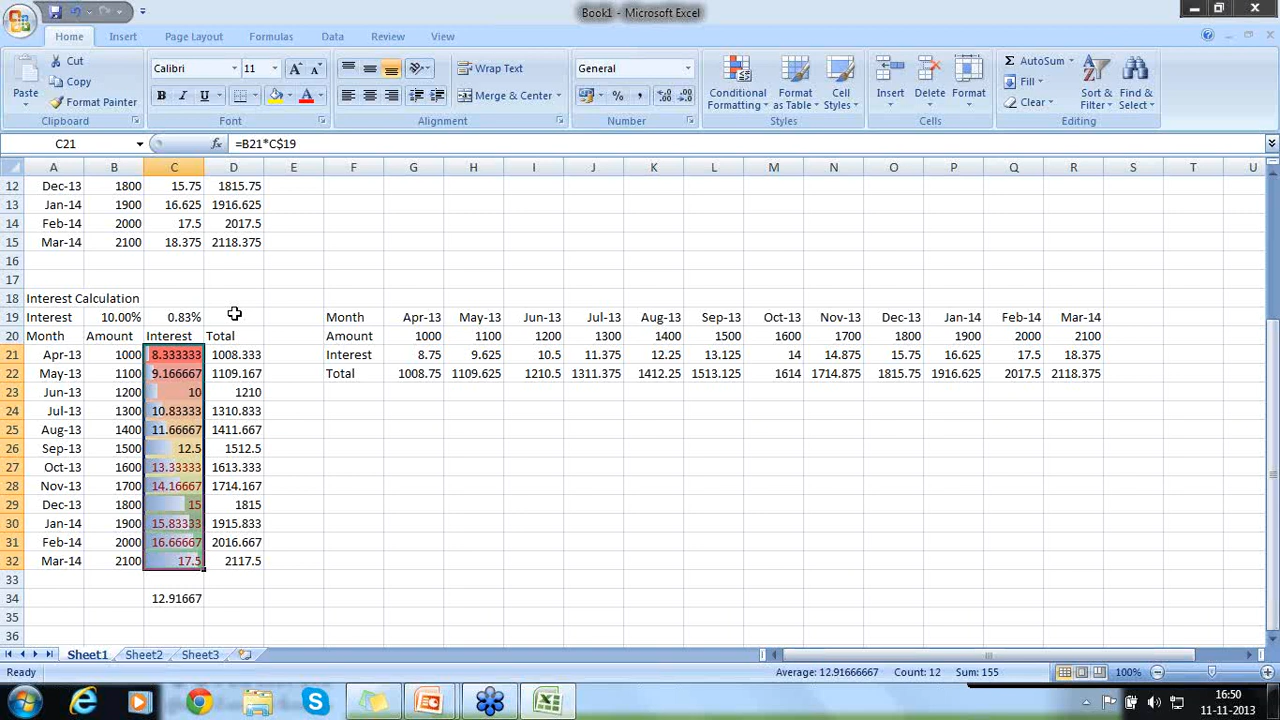 Book1 - Microsoft Excel
Home Insert Page Layout Formulas Data Review View
Paste Cut Copy Format Painter
Calibri 11 A A B I U A
Wrap Text Merge & Center
General % , .0 .00 .00 .0
Conditional Formatting Format as Table Cell Styles
Insert Delete Format
Σ AutoSum Fill Clear
Sort & Filter Find & Select
Clipboard Font Alignment Number Styles Cells Editing
C21 fx =B21*C$19
A B C D E F G H I J K L M N O P Q R S T U
12 Dec-13 1800 15.75 1815.75
13 Jan-14 1900 16.625 1916.625
14 Feb-14 2000 17.5 2017.5
15 Mar-14 2100 18.375 2118.375
16
17
18 Interest Calculation
19 Interest 10.00% 0.83% Month Apr-13 May-13 Jun-13 Jul-13 Aug-13 Sep-13 Oct-13 Nov-13 Dec-13 Jan-14 Feb-14 Mar-14
20 Month Amount Interest Total Amount 1000 1100 1200 1300 1400 1500 1600 1700 1800 1900 2000 2100
21 Apr-13 1000 8.333333 1008.333 Interest 8.75 9.625 10.5 11.375 12.25 13.125 14 14.875 15.75 16.625 17.5 18.375
22 May-13 1100 9.166667 1109.167 Total 1008.75 1109.625 1210.5 1311.375 1412.25 1513.125 1614 1714.875 1815.75 1916.625 2017.5 2118.375
23 Jun-13 1200 10 1210
24 Jul-13 1300 10.83333 1310.833
25 Aug-13 1400 11.66667 1411.667
26 Sep-13 1500 12.5 1512.5
27 Oct-13 1600 13.33333 1613.333
28 Nov-13 1700 14.16667 1714.167
29 Dec-13 1800 15 1815
30 Jan-14 1900 15.83333 1915.833
31 Feb-14 2000 16.66667 2016.667
32 Mar-14 2100 17.5 2117.5
33
34 12.91667
35
36
Sheet1 Sheet2 Sheet3
Ready Average: 12.91666667 Count: 12 Sum: 155 100%
16:50
11-11-2013